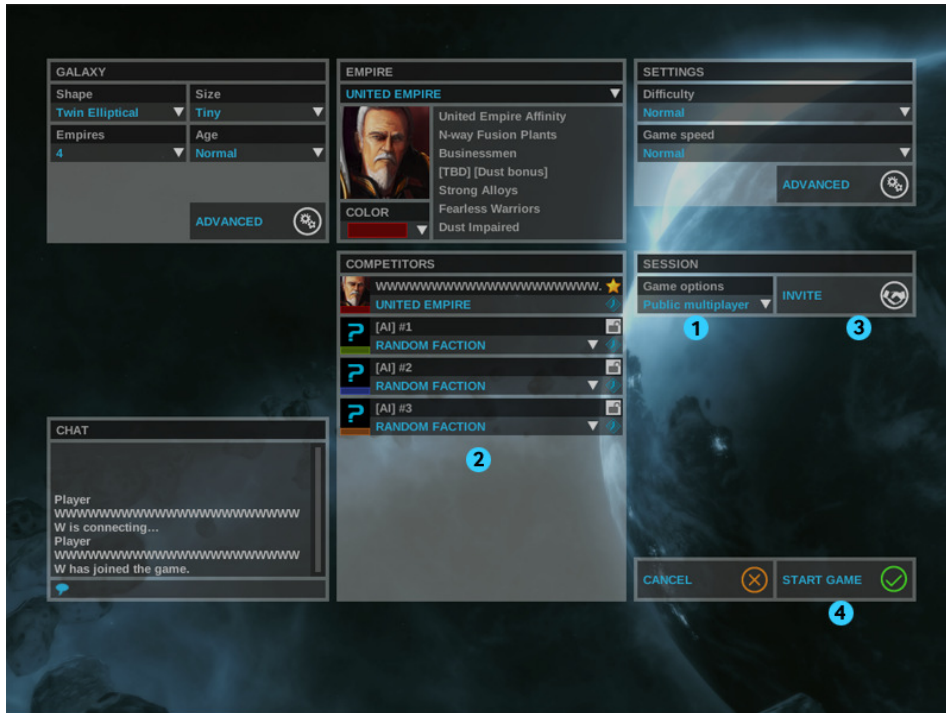 GALAXY
Shape
Size
Twin Elliptical
Tiny
Empires
Age
4
Normal
ADVANCED
EMPIRE
UNITED EMPIRE
United Empire Affinity
N-way Fusion Plants
Businessmen
[TBD] [Dust bonus]
Strong Alloys
Fearless Warriors
Dust Impaired
COLOR
SETTINGS
Difficulty
Normal
Game speed
Normal
ADVANCED
COMPETITORS
WWWWWWWWWWWWWWWWWWWW.
UNITED EMPIRE
?
[AI] #1
RANDOM FACTION
?
[AI] #2
RANDOM FACTION
?
[AI] #3
RANDOM FACTION
2
SESSION
Game options
Public multiplayer
INVITE
1
3
CHAT
Player
WWWWWWWWWWWWWWWWWWWWWWW
W is connecting...
Player
WWWWWWWWWWWWWWWWWWWWWWW
W has joined the game.
CANCEL
START GAME
4